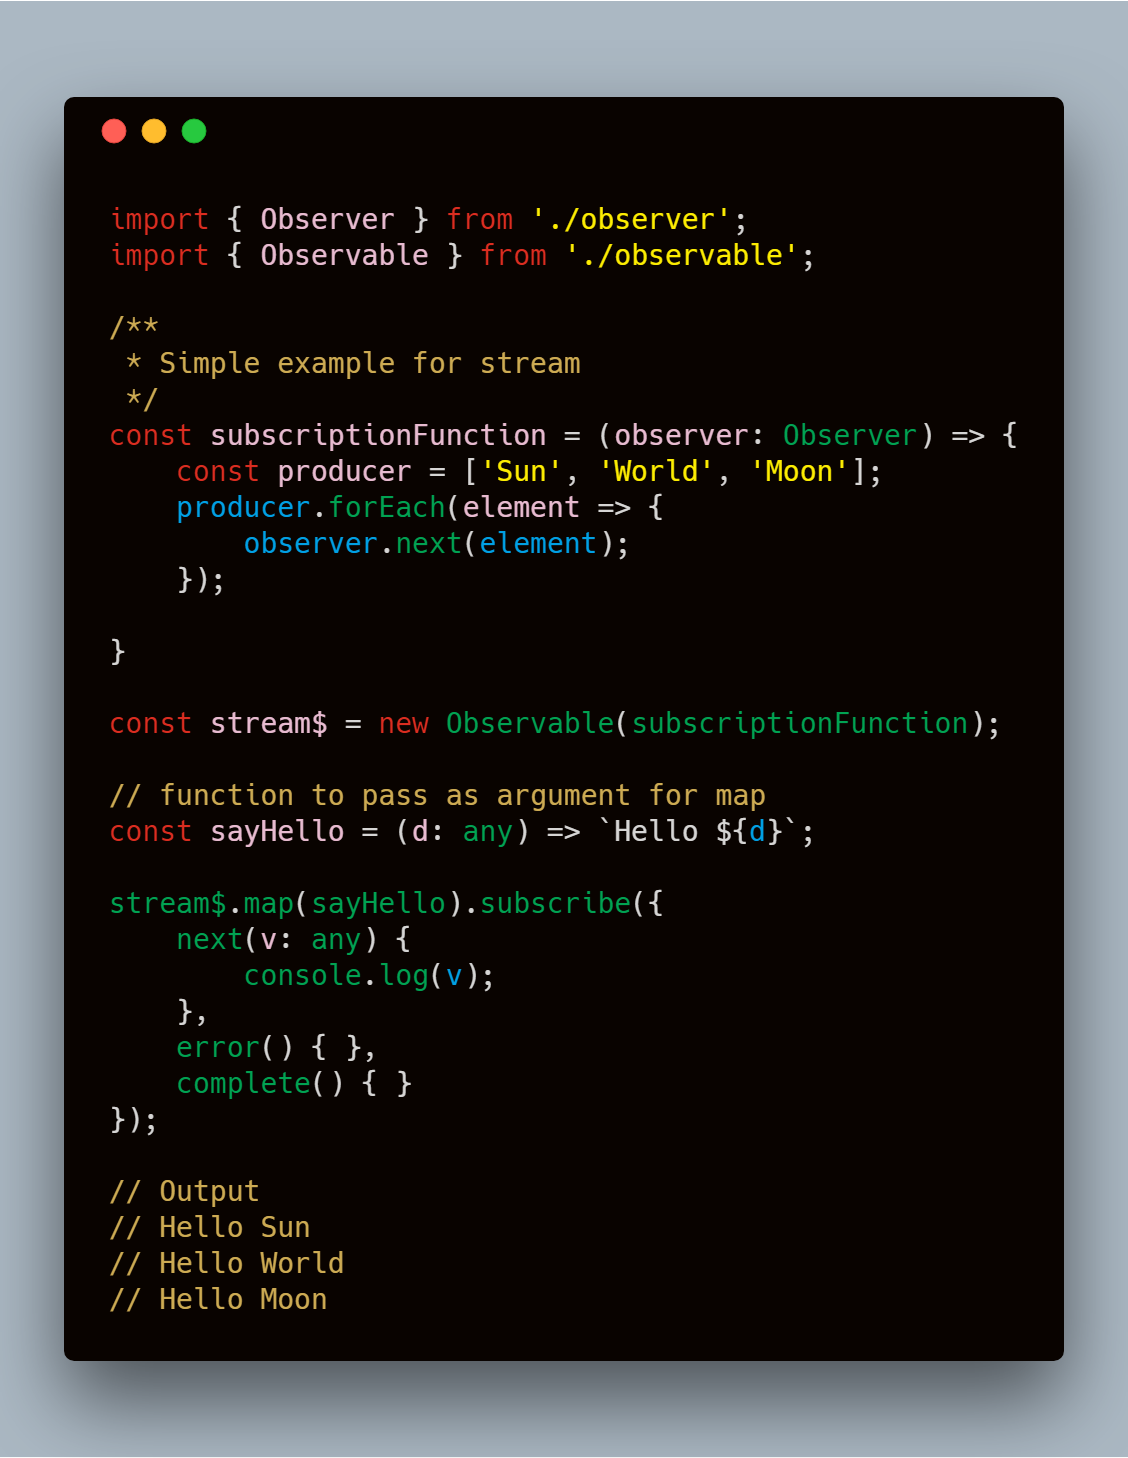 import { Observer } from './observer';
import { Observable } from './observable';

/**
 * Simple example for stream
 */
const subscriptionFunction = (observer: Observer) => {
    const producer = ['Sun', 'World', 'Moon'];
    producer.forEach(element => {
        observer.next(element);
    });

}

const stream$ = new Observable(subscriptionFunction);

// function to pass as argument for map
const sayHello = (d: any) => `Hello ${d}`;

stream$.map(sayHello).subscribe({
    next(v: any) {
        console.log(v);
    },
    error() { },
    complete() { }
});

// Output
// Hello Sun
// Hello World
// Hello Moon